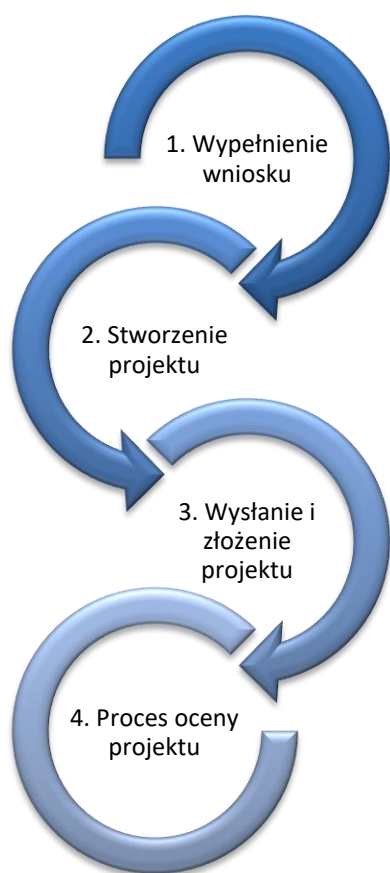 1. Wypełnienie
wniosku
2. Stworzenie
projektu
3. Wysłanie i
złożenie
projektu
4. Proces oceny
projektu